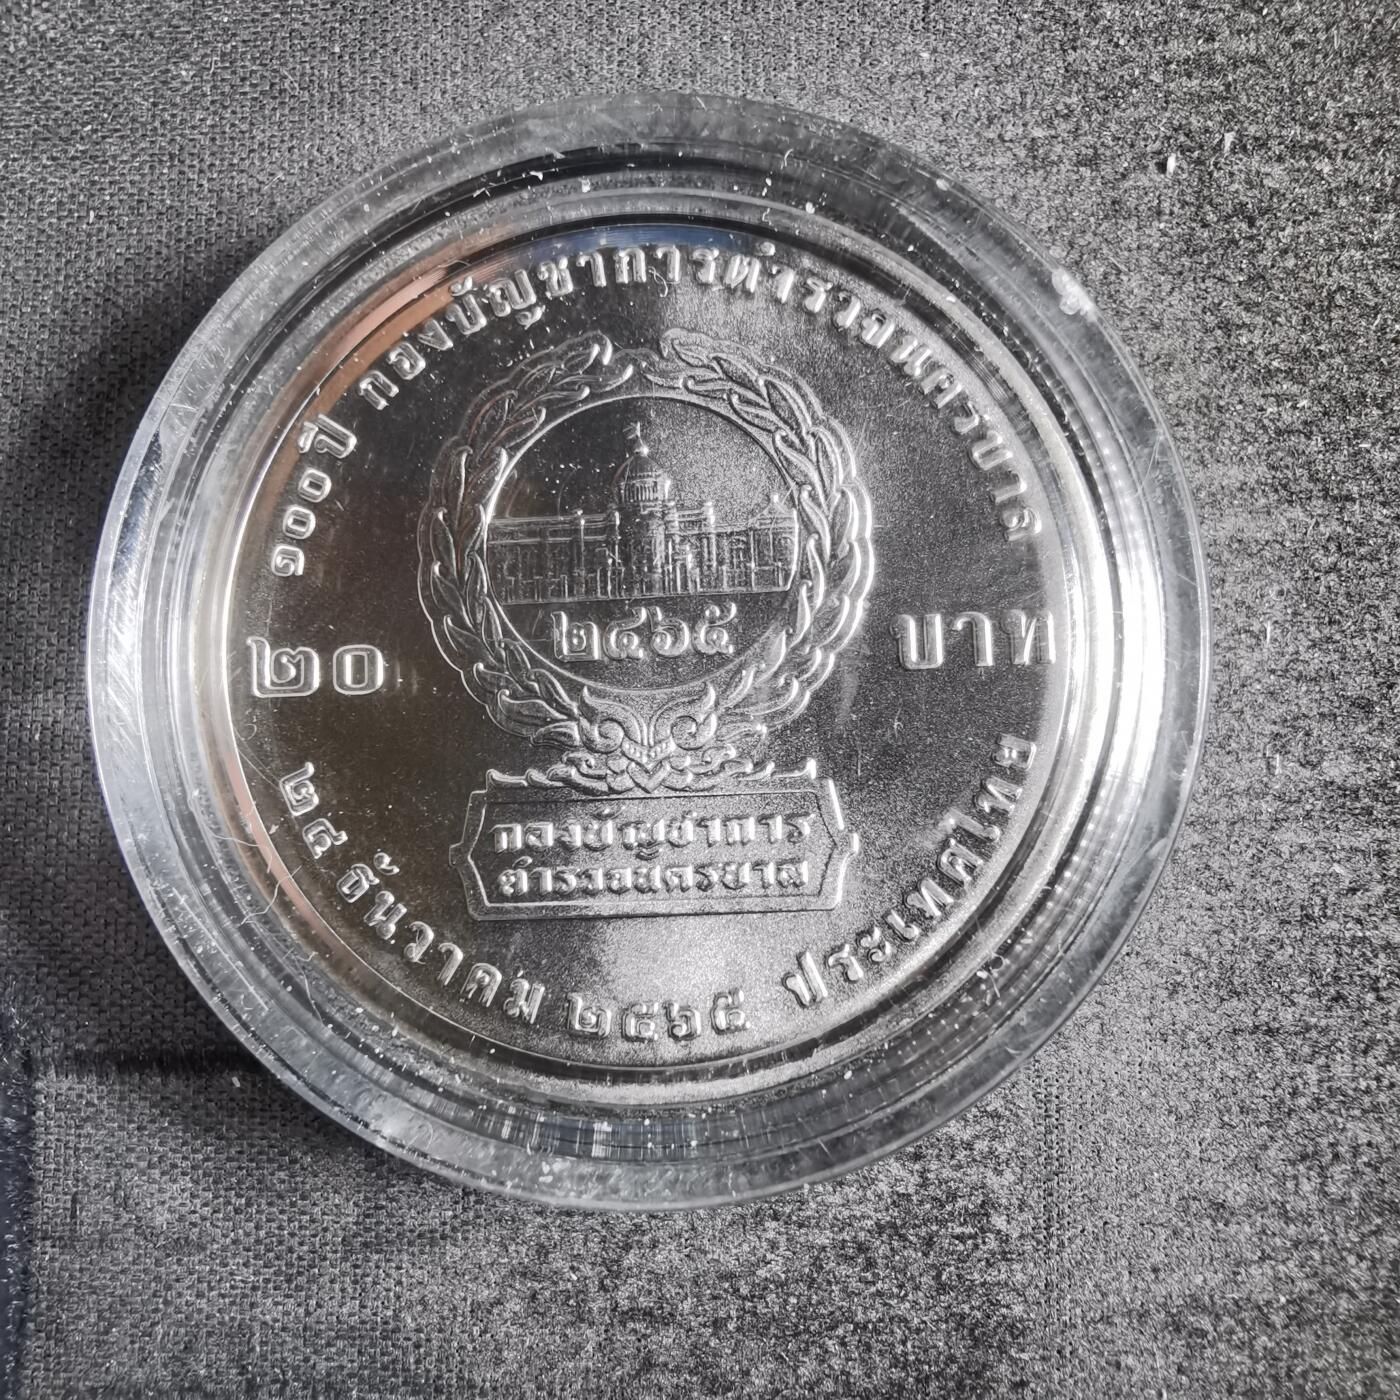 ๑๐๐ ปี กองบัญชาการตำรวจนครบาล
๒๔๖๕
๒๐
บาท
กองบัญชาการ
ตำรวจนครบาล
๒๔ ธันวาคม ๒๕๖๕
ประเทศไทย